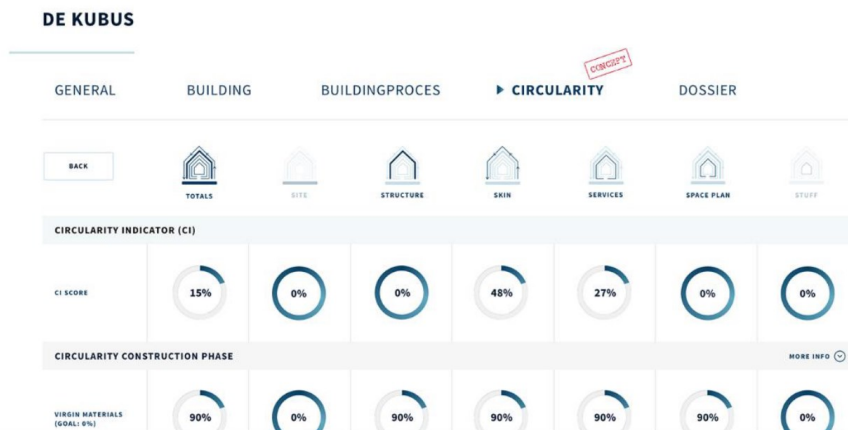 DE KUBUS
CONCEPT
GENERAL BUILDING BUILDINGPROCES CIRCULARITY DOSSIER
BACK
TOTALS SITE STRUCTURE SKIN SERVICES SPACE PLAN STUFF
CIRCULARITY INDICATOR (CI)
CI SCORE 15% 0% 0% 48% 27% 0% 0%
CIRCULARITY CONSTRUCTION PHASE MORE INFO
VIRGIN MATERIALS
(GOAL: 0%)
90% 0% 90% 90% 90% 90% 0%